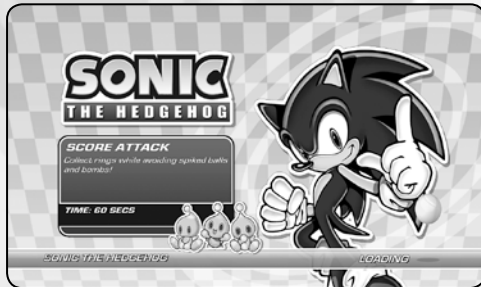 SONIC
THE HEDGEHOG
SCORE ATTACK
Collect rings while avoiding spiked balls
and bombs!
TIME: 60 SECS
SONIC THE HEDGEHOG
LOADING